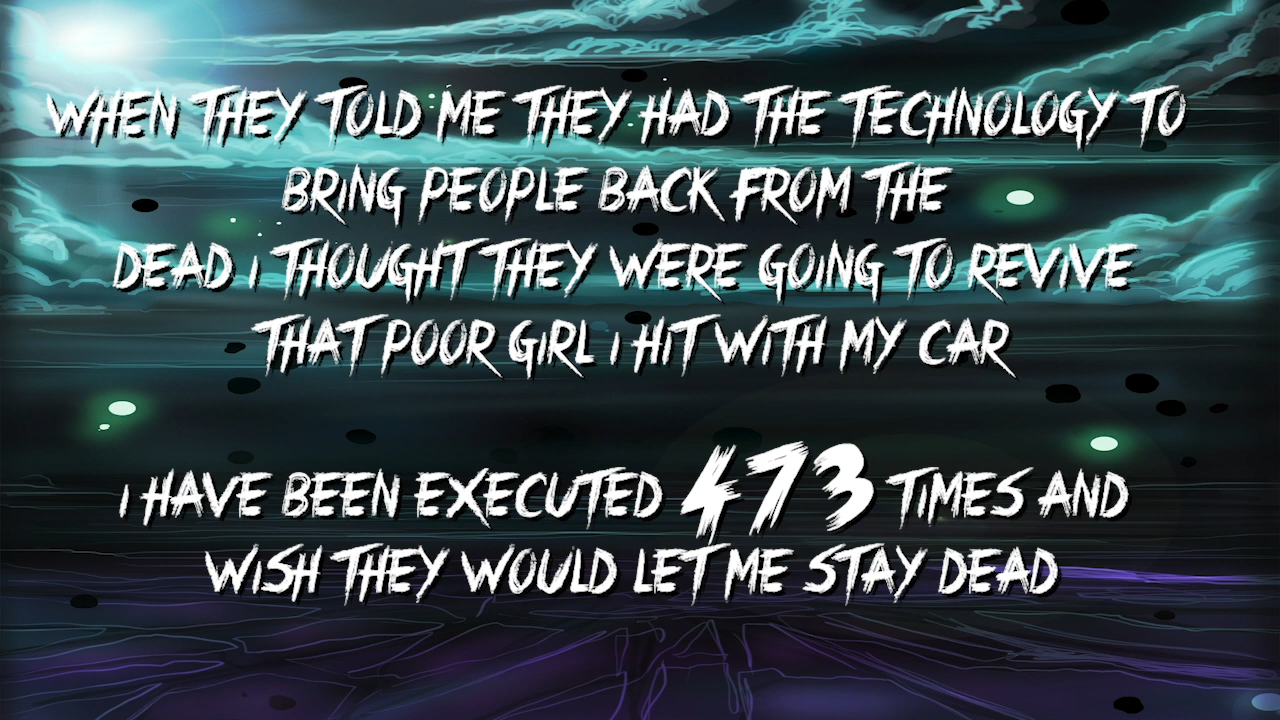 WHEN THEY TOLD ME THEY HAD THE TECHNOLOGY TO
BRING PEOPLE BACK FROM THE
DEAD I THOUGHT THEY WERE GOING TO REVIVE
THAT POOR GIRL I HIT WITH MY CAR
I HAVE BEEN EXECUTED 473 TIMES AND
WISH THEY WOULD LET ME STAY DEAD